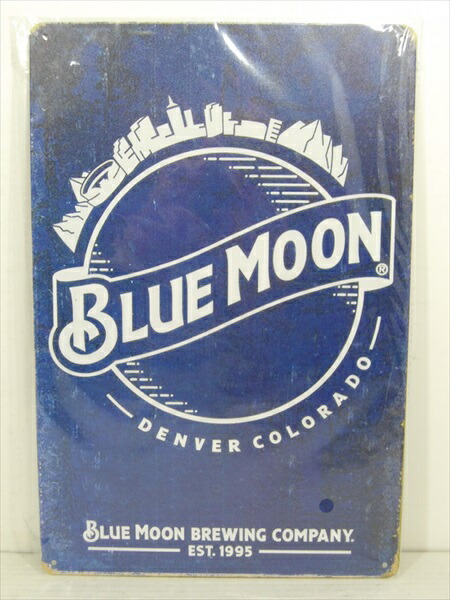 BLUE MOON®
DENVER COLORADO
BLUE MOON BREWING COMPANY.
EST. 1995